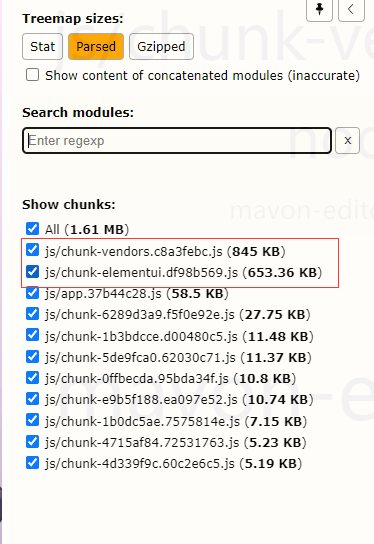 Treemap sizes:
Stat Parsed Gzipped
Show content of concatenated modules (inaccurate)
Search modules:
Enter regexp x
Show chunks:
All (1.61 MB)
js/chunk-vendors.c8a3febc.js (845 KB)
js/chunk-elementui.df98b569.js (653.36 KB)
js/app.37b44c28.js (58.5 KB)
js/chunk-6289d3a9.f5f0e92e.js (27.75 KB)
js/chunk-1b3bdcce.d00480c5.js (11.48 KB)
js/chunk-5de9fca0.62030c71.js (11.37 KB)
js/chunk-0ffbecda.95bda34f.js (10.8 KB)
js/chunk-e9b5f188.ea097e52.js (10.74 KB)
js/chunk-1b0dc5ae.7575814e.js (7.15 KB)
js/chunk-4715af84.72531763.js (5.23 KB)
js/chunk-4d339f9c.60c2e6c5.js (5.19 KB)
js/chunk-ve
no
mavon-edito
mavon-e